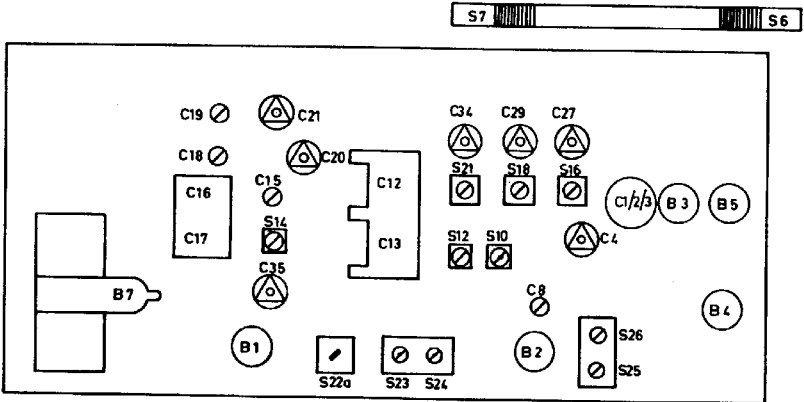 S7 S6
C34 C29 C27
C19 C21
C18 C20
S21 S18 S16
C16 C15 C12 C1/2/3 B3 B5
S14
C17 C13 S12 S10 C4
C35
B7 C8
B4
B1 B2 S26
S25
S22a S23 S24